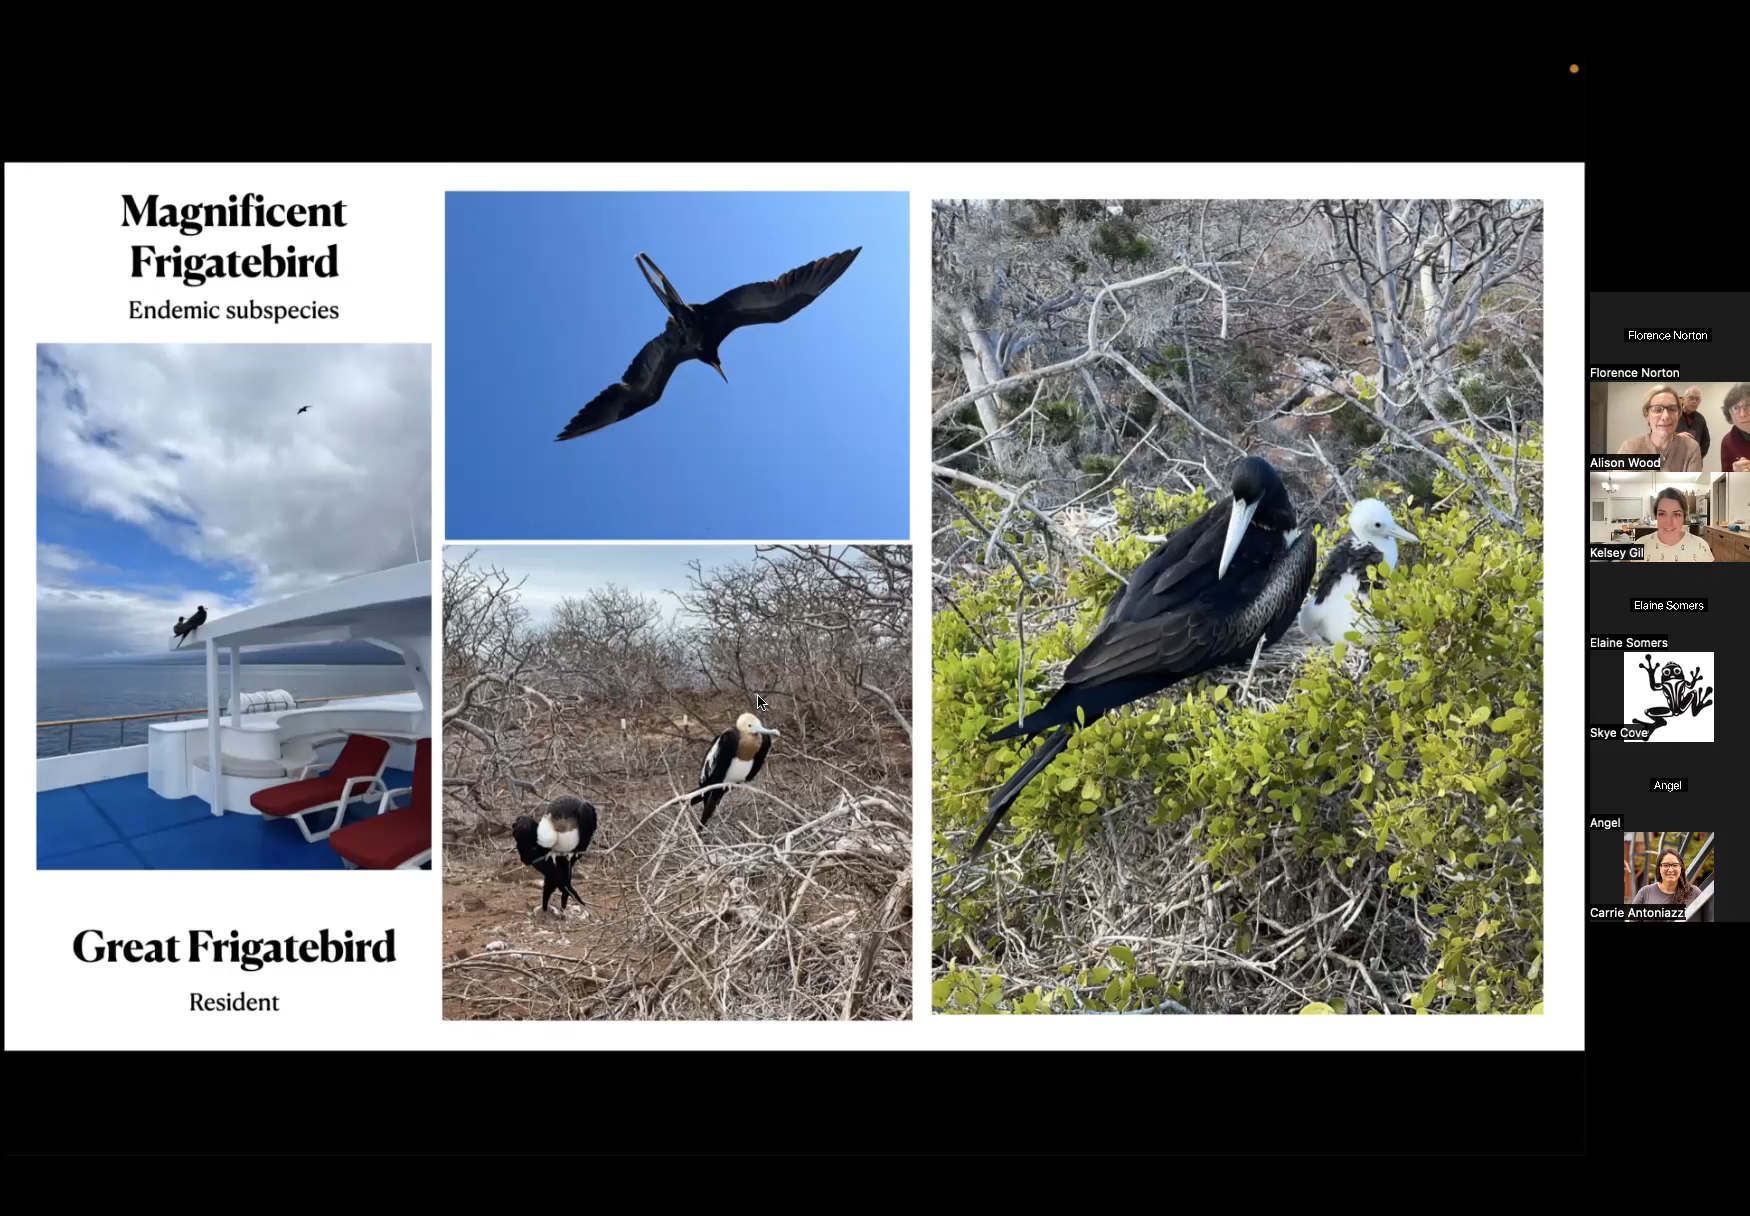 Magnificent
Frigatebird
Endemic subspecies
Great Frigatebird
Resident
Florence Norton
Florence Norton
Alison Wood
Kelsey Gil
Elaine Somers
Elaine Somers
Skye Cove
Angel
Angel
Carrie Antoniazzi